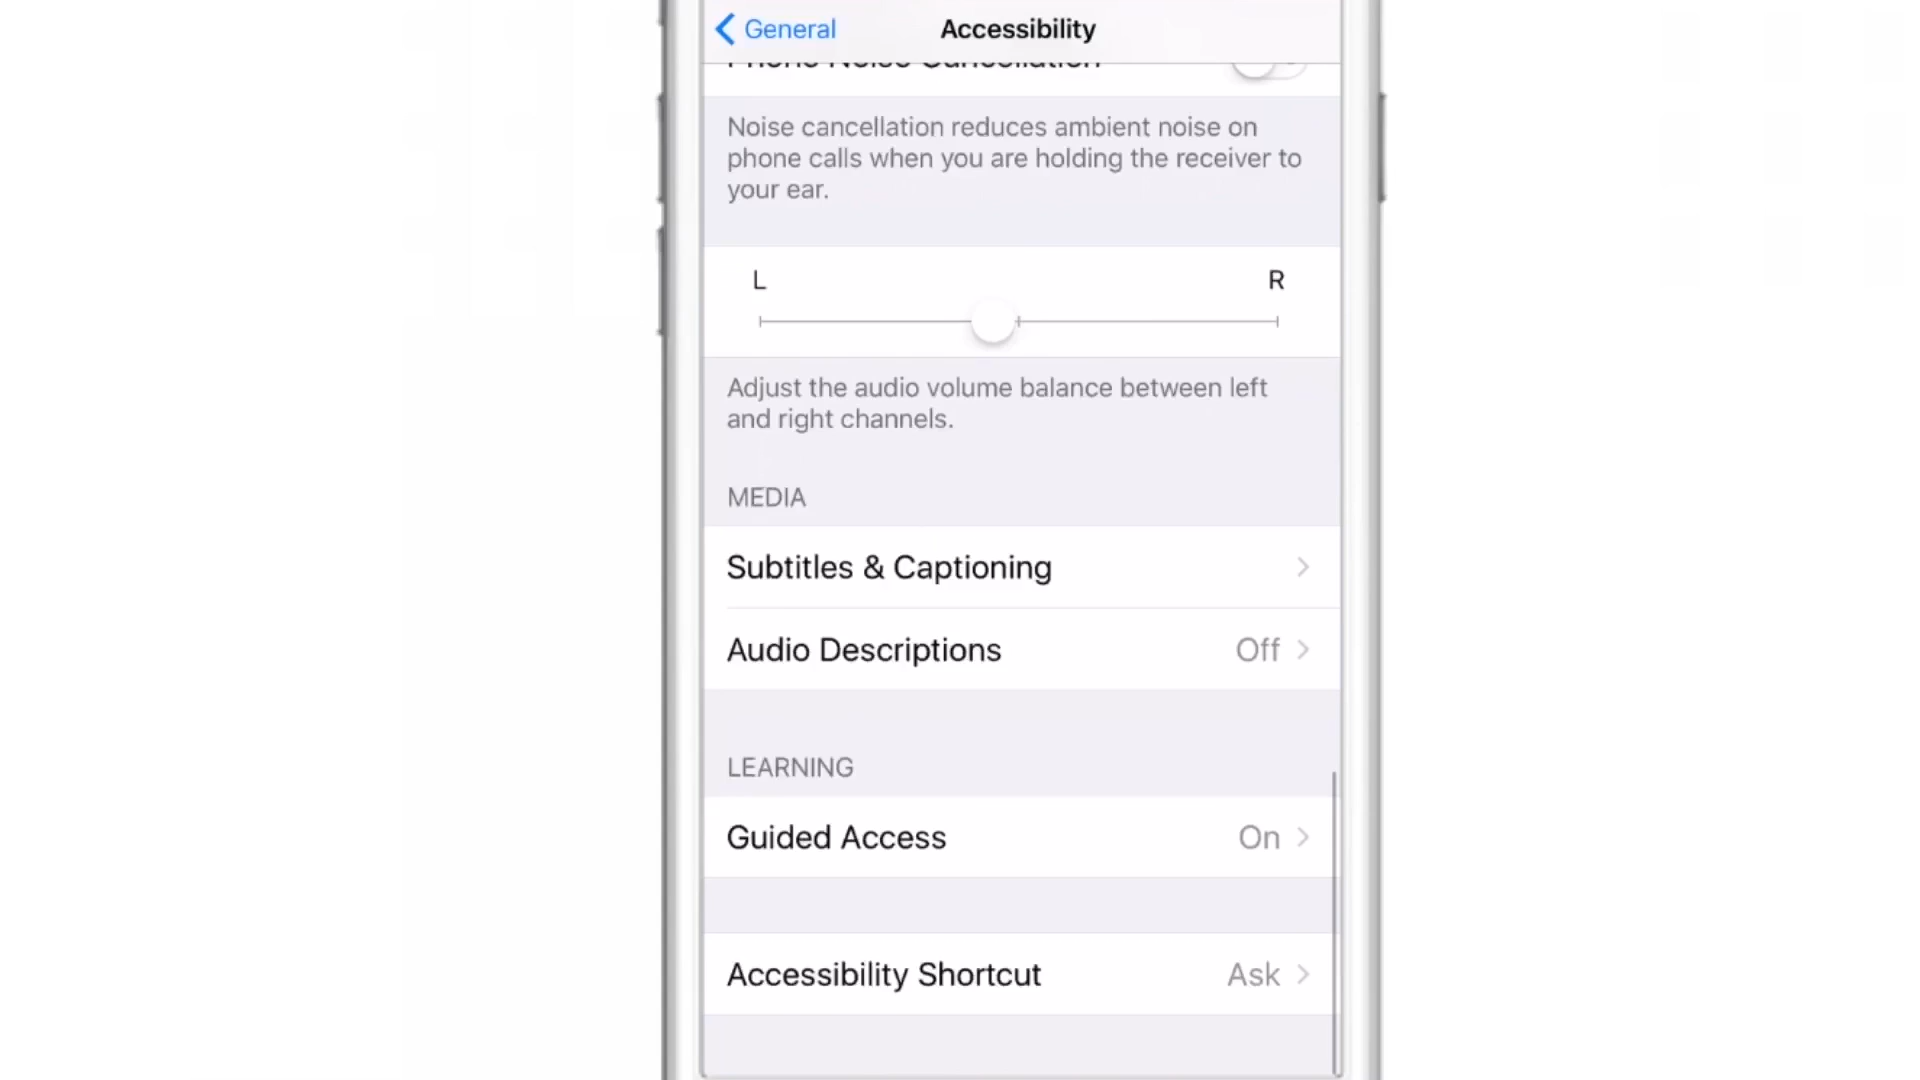 General
Accessibility
Phone Noise Cancellation
Noise cancellation reduces ambient noise on
phone calls when you are holding the receiver to
your ear.
L
R
Adjust the audio volume balance between left
and right channels.
MEDIA
Subtitles & Captioning
Audio Descriptions
Off
LEARNING
Guided Access
On
Accessibility Shortcut
Ask